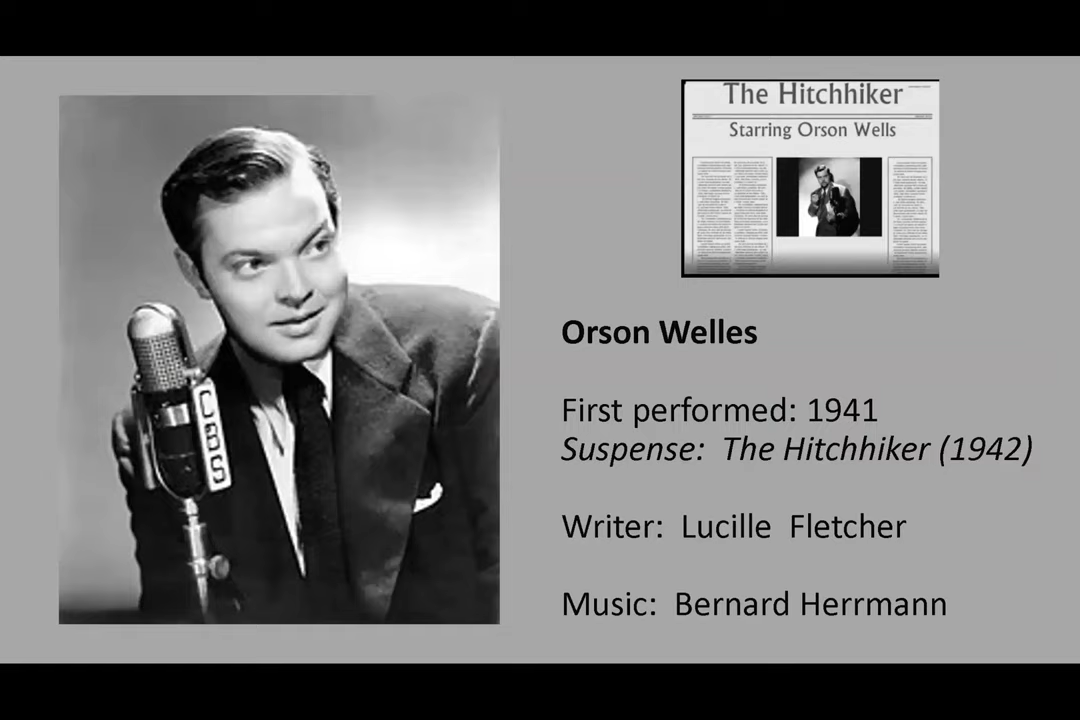 CBS
The Hitchhiker
Starring Orson Wells
Orson Welles
First performed: 1941
Suspense: The Hitchhiker (1942)
Writer: Lucille Fletcher
Music: Bernard Herrmann